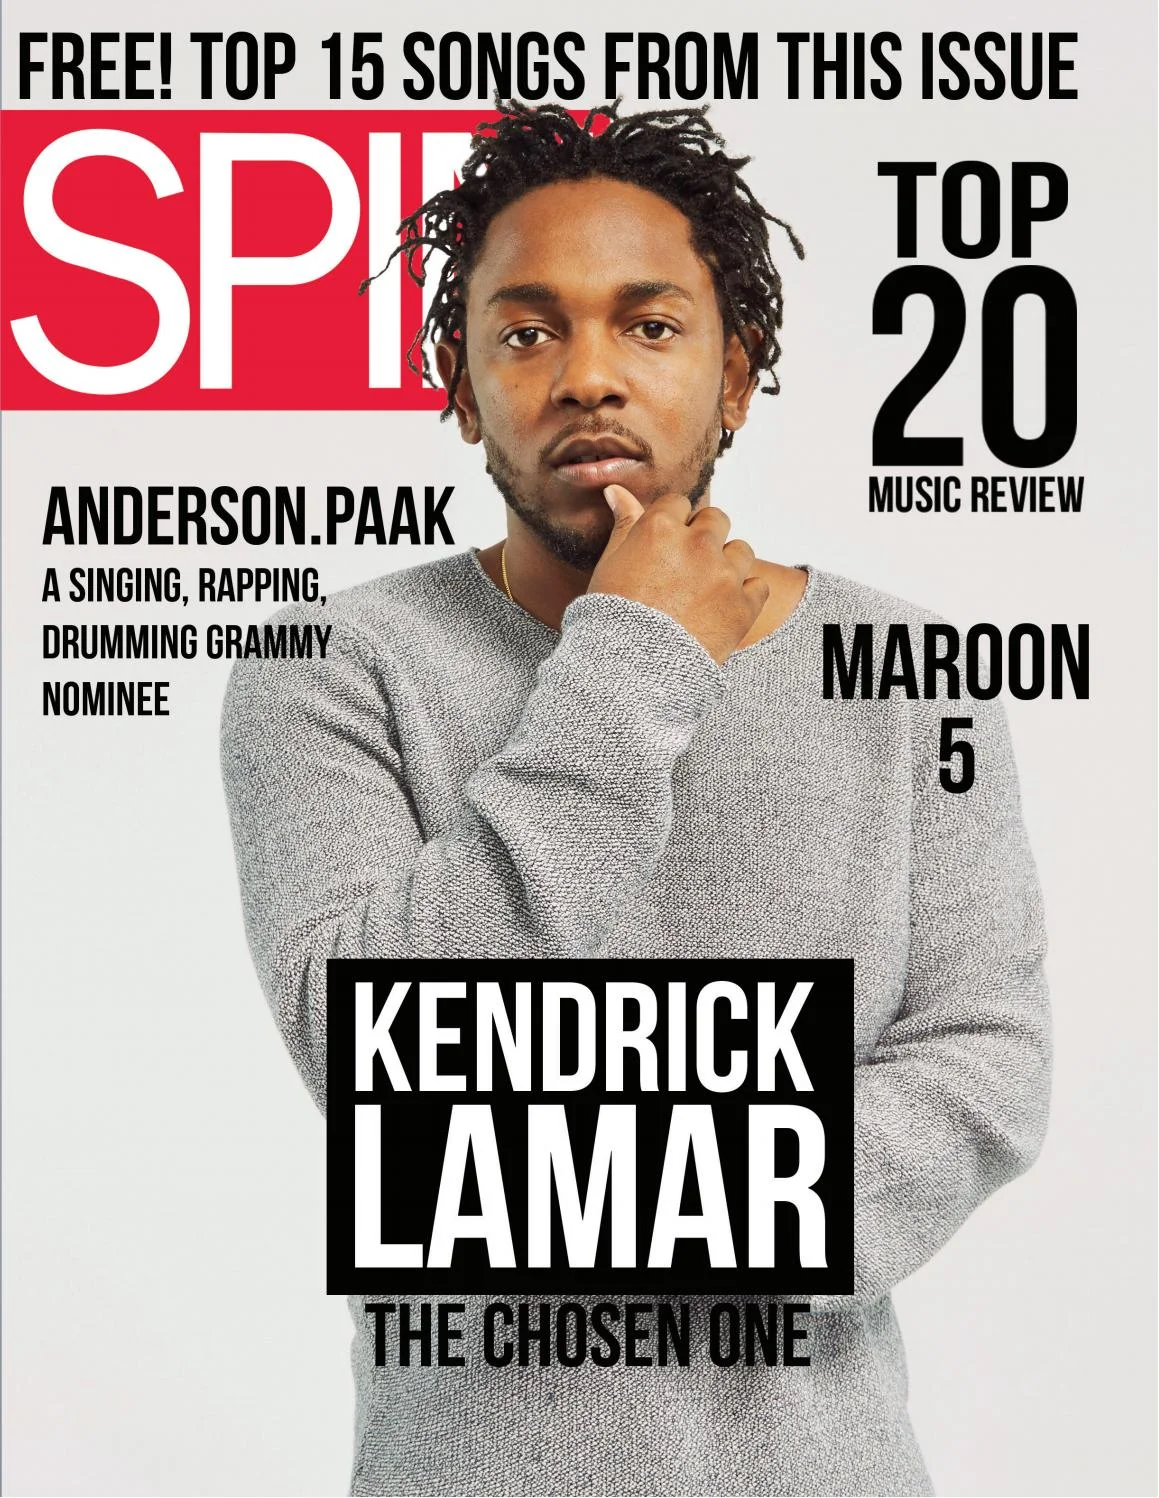 FREE! TOP 15 SONGS FROM THIS ISSUE
SPIN
TOP
20
MUSIC REVIEW
ANDERSON.PAAK
A SINGING, RAPPING,
DRUMMING GRAMMY
NOMINEE
MAROON
5
KENDRICK
LAMAR
THE CHOSEN ONE